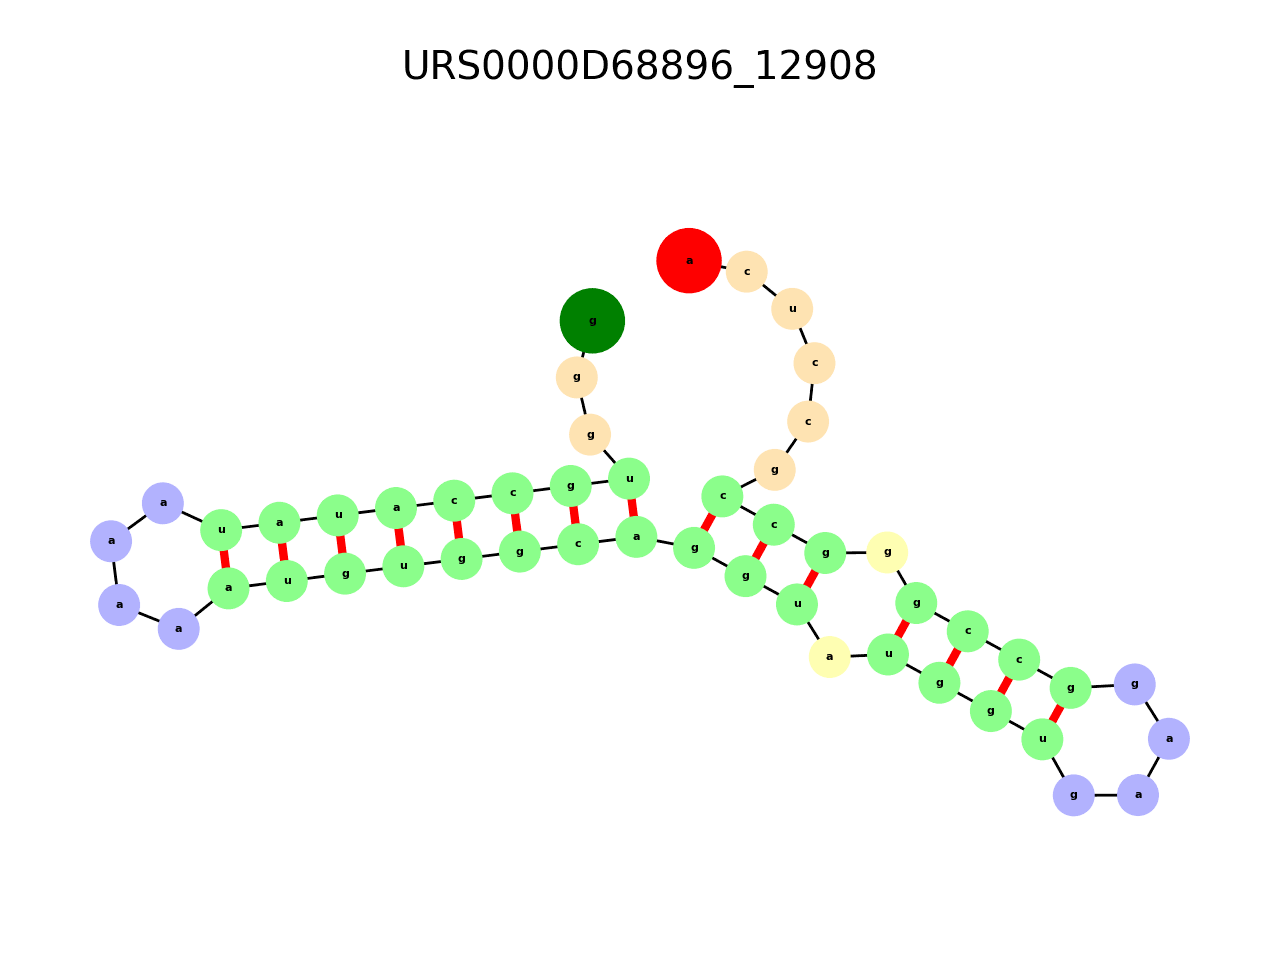 URS0000D68896_12908
a c
g u
g c
g c
g
a u a u a c c g u c c g g
a a u g u g g c a g g u g c c g g
a a a u g g u a
g a